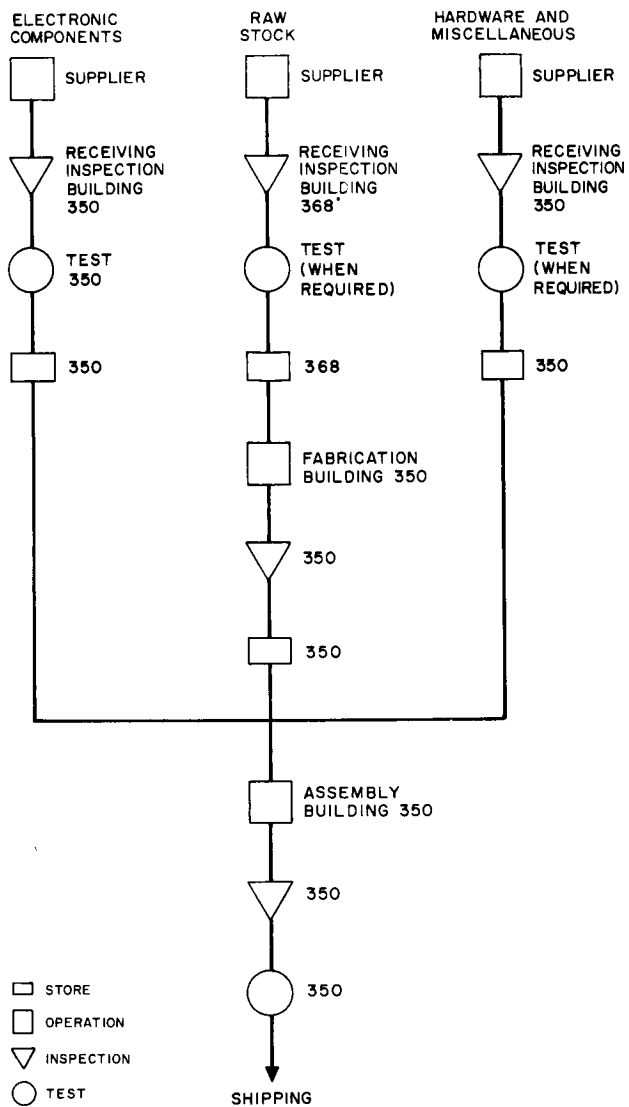 ELECTRONIC
COMPONENTS
RAW
STOCK
HARDWARE AND
MISCELLANEOUS
SUPPLIER
SUPPLIER
SUPPLIER
RECEIVING
INSPECTION
BUILDING
350
RECEIVING
INSPECTION
BUILDING
368
RECEIVING
INSPECTION
BUILDING
350
TEST
350
TEST
(WHEN
REQUIRED)
TEST
(WHEN
REQUIRED)
350
368
350
FABRICATION
BUILDING 350
350
350
ASSEMBLY
BUILDING 350
350
350
STORE
OPERATION
INSPECTION
TEST
SHIPPING